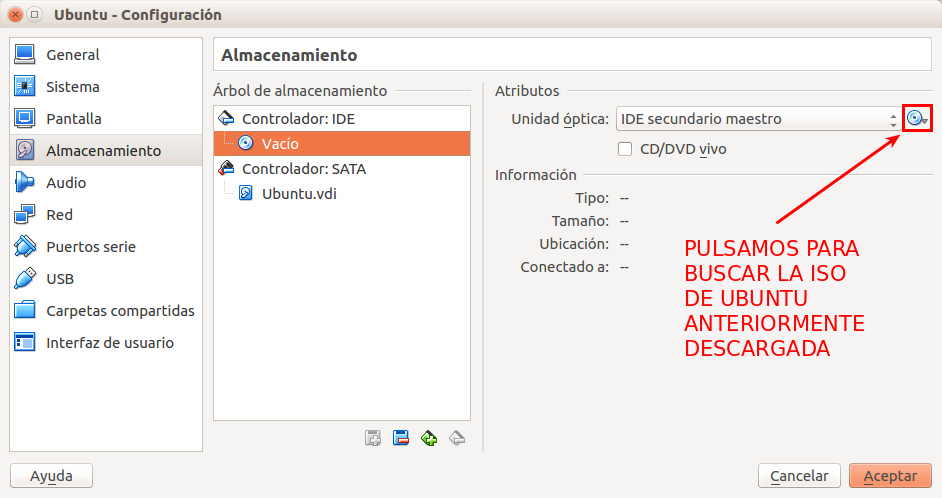 Ubuntu - Configuración
General
Sistema
Pantalla
Almacenamiento
Audio
Red
Puertos serie
USB
Carpetas compartidas
Interfaz de usuario
Almacenamiento
Árbol de almacenamiento
Controlador: IDE
Vacío
Controlador: SATA
Ubuntu.vdi
Atributos
Unidad óptica: IDE secundario maestro
CD/DVD vivo
Información
Tipo: --
Tamaño: --
Ubicación: --
Conectado a: --
PULSAMOS PARA
BUSCAR LA ISO
DE UBUNTU
ANTERIORMENTE
DESCARGADA
Ayuda
Cancelar
Aceptar